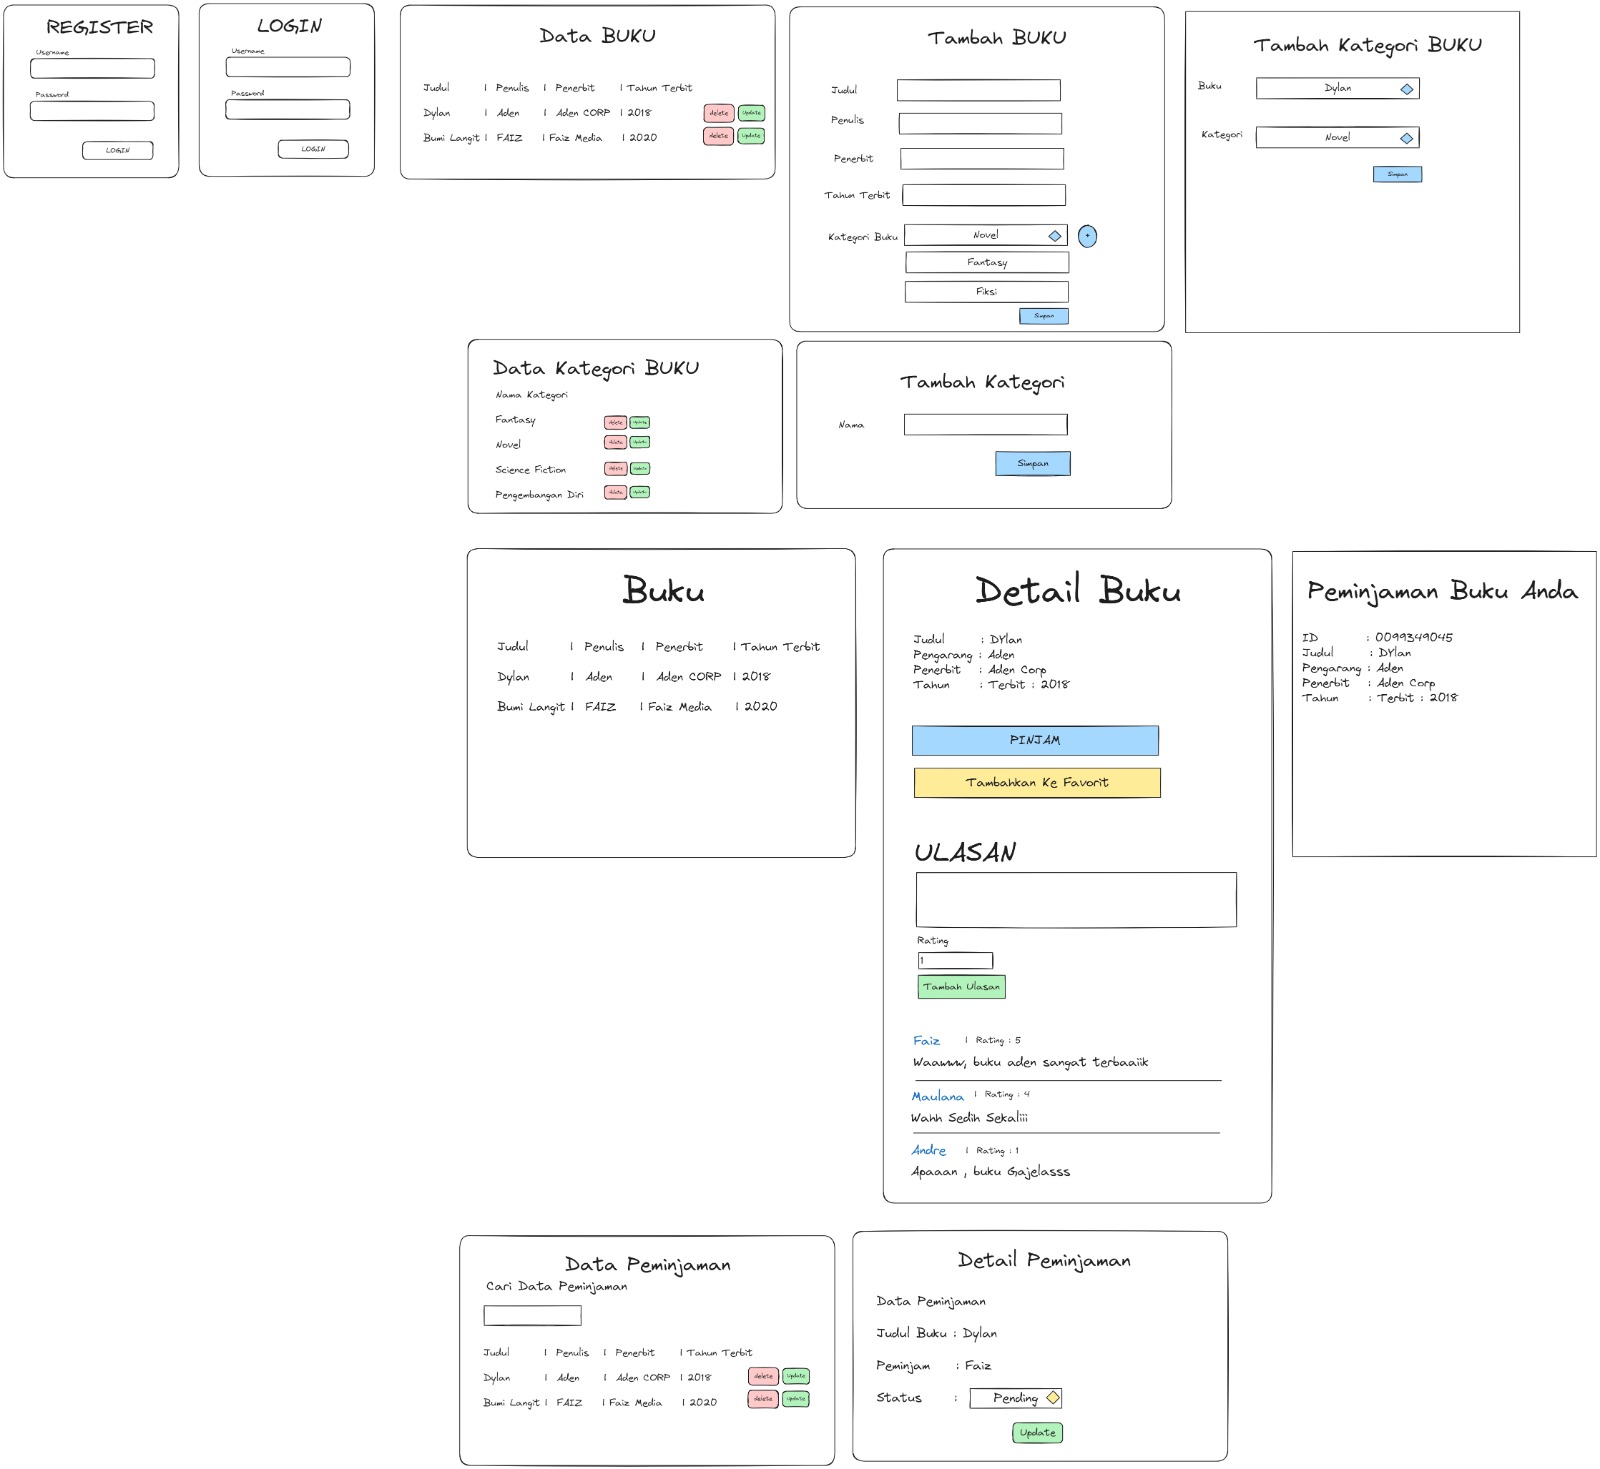 REGISTER
Username
Password
LOGIN
LOGIN
Username
Password
LOGIN
Data BUKU
Judul | Penulis | Penerbit | Tahun Terbit
Dylan | Aden | Aden CORP | 2018 delete Update
Bumi Langit | FAIZ | Faiz Media | 2020 delete Update
Tambah BUKU
Judul
Penulis
Penerbit
Tahun Terbit
Kategori Buku Novel +
Fantasy
Fiksi
Simpan
Tambah Kategori BUKU
Buku Dylan
Kategori Novel
Simpan
Data Kategori BUKU
Nama Kategori
Fantasy delete Update
Novel delete Update
Science Fiction delete Update
Pengembangan Diri delete Update
Tambah Kategori
Nama
Simpan
Buku
Judul | Penulis | Penerbit | Tahun Terbit
Dylan | Aden | Aden CORP | 2018
Bumi Langit | FAIZ | Faiz Media | 2020
Detail Buku
Judul : DYlan
Pengarang : Aden
Penerbit : Aden Corp
Tahun : Terbit : 2018
PINJAM
Tambahkan Ke Favorit
ULASAN
Rating
1
Tambah Ulasan
Faiz | Rating : 5
Waawww, buku aden sangat terbaaiik
Maulana | Rating : 4
Wahh Sedih Sekaliii
Andre | Rating : 1
Apaaan , buku Gajelasss
Peminjaman Buku Anda
ID : 0099349045
Judul : DYlan
Pengarang : Aden
Penerbit : Aden Corp
Tahun : Terbit : 2018
Data Peminjaman
Cari Data Peminjaman
Judul | Penulis | Penerbit | Tahun Terbit
Dylan | Aden | Aden CORP | 2018 delete Update
Bumi Langit | FAIZ | Faiz Media | 2020 delete Update
Detail Peminjaman
Data Peminjaman
Judul Buku : Dylan
Peminjam : Faiz
Status : Pending
Update